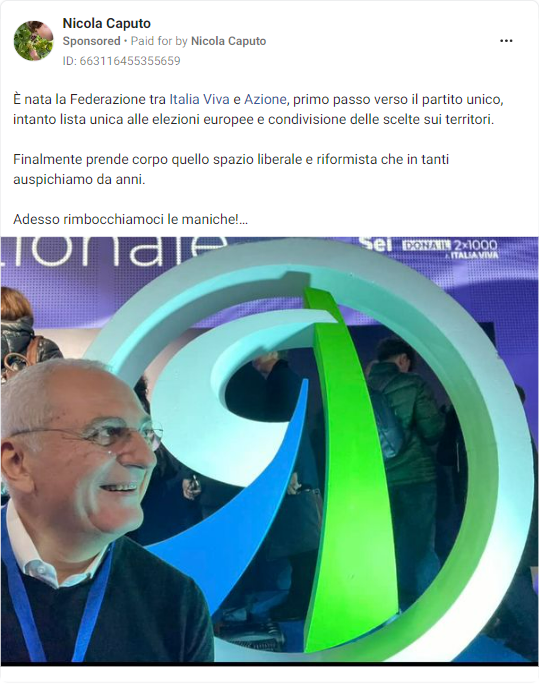 Nicola Caputo
Sponsored • Paid for by Nicola Caputo
ID: 663116455355659
È nata la Federazione tra Italia Viva e Azione, primo passo verso il partito unico,
intanto lista unica alle elezioni europee e condivisione delle scelte sui territori.
Finalmente prende corpo quello spazio liberale e riformista che in tanti
auspichiamo da anni.
Adesso rimbocchiamoci le maniche!...
zionale
sei DONA IL 2x1000
A ITALIA VIVA